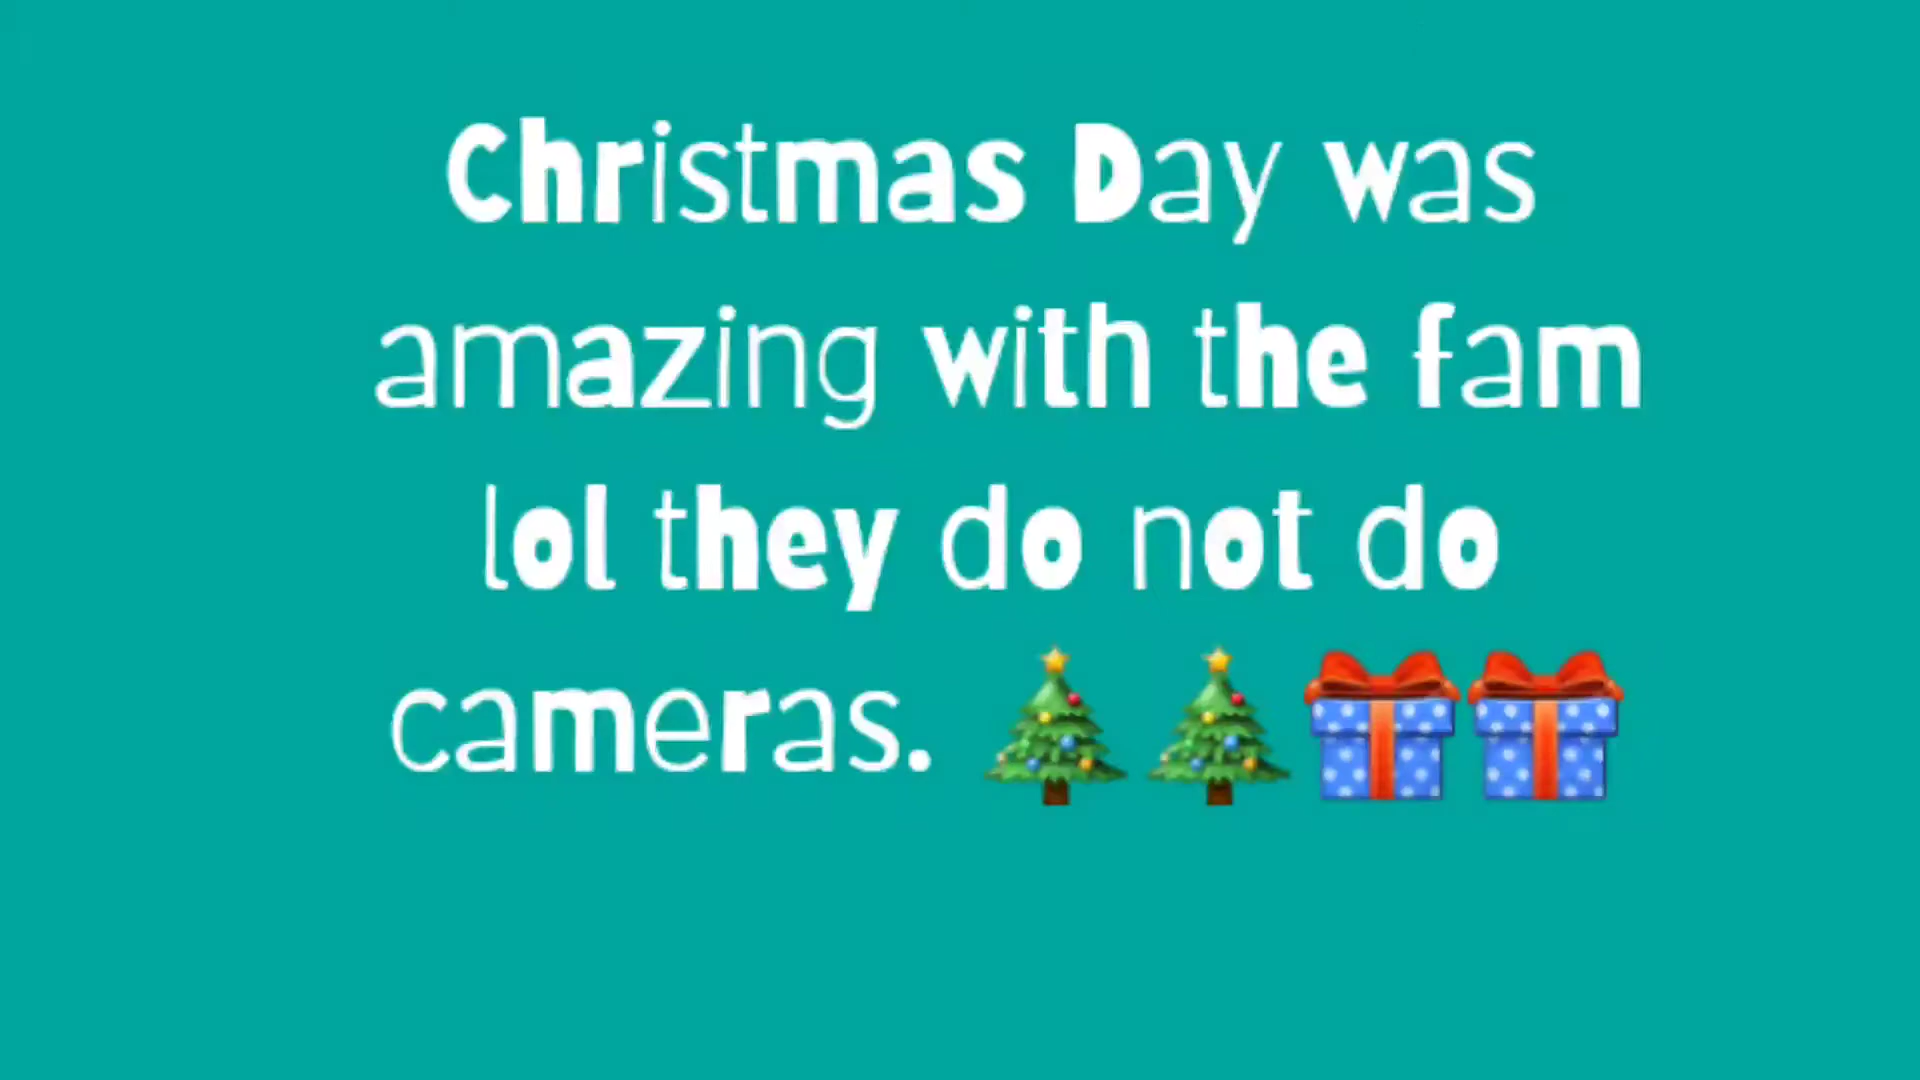 Christmas Day was
amazing with the fam
lol they do not do
cameras. 🎄🎄🎁🎁